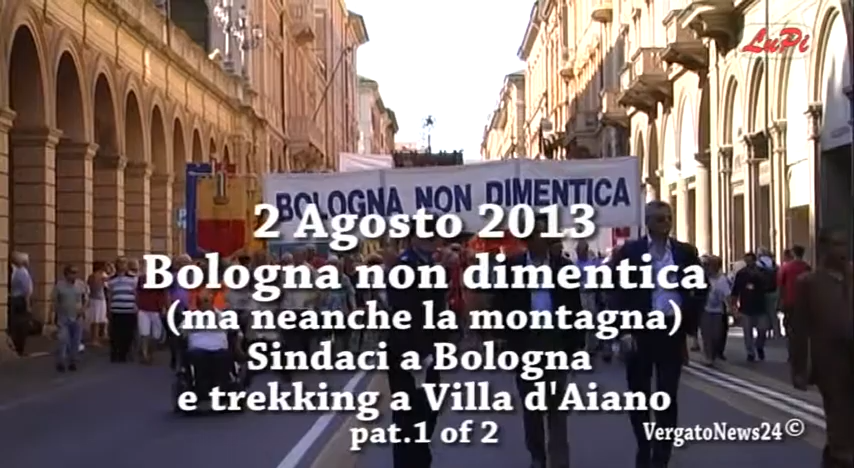 LuPi
BOLOGNA NON DIMENTICA
2 Agosto 2013
Bologna non dimentica
(ma neanche la montagna)
Sindaci a Bologna
e trekking a Villa d'Aiano
pat.1 of 2
VergatoNews24©